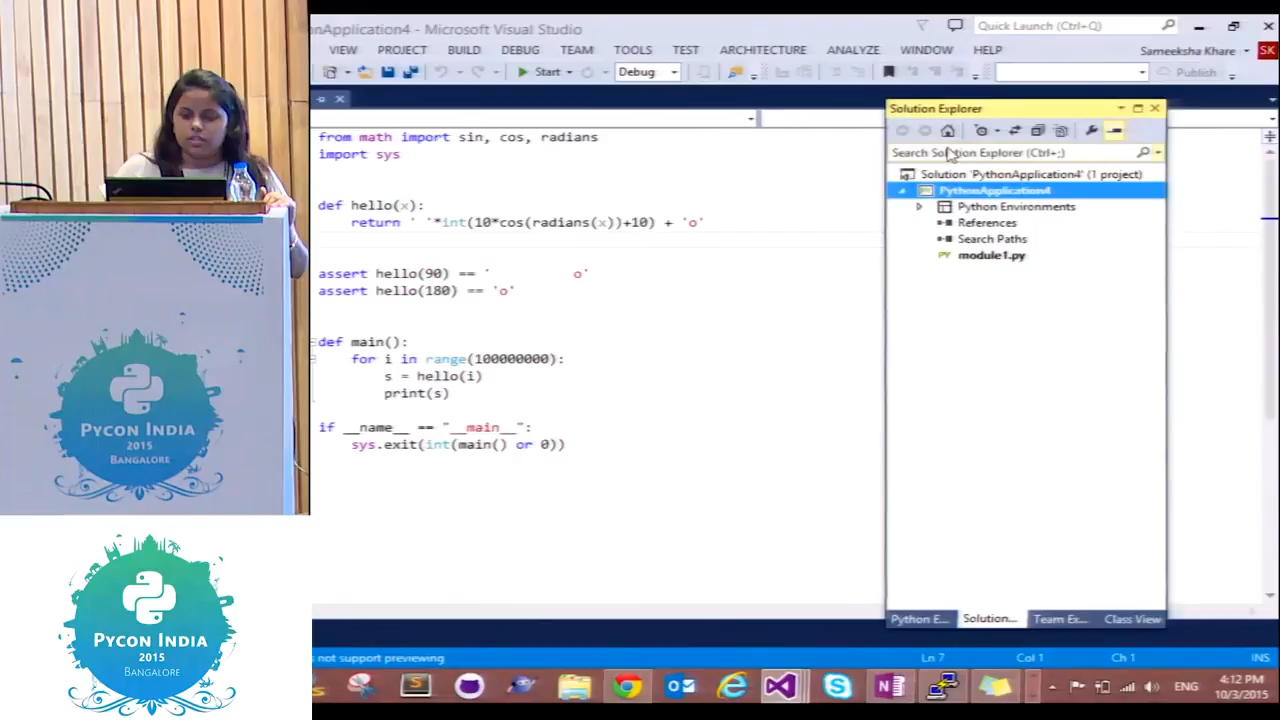 nApplication4 - Microsoft Visual Studio
Quick Launch (Ctrl+Q)
VIEW PROJECT BUILD DEBUG TEAM TOOLS TEST ARCHITECTURE ANALYZE WINDOW HELP
Sameeksha Khare SK
Start Debug Publish
from math import sin, cos, radians
import sys
def hello(x):
return ' '*int(10*cos(radians(x))+10) + 'o'
assert hello(90) == '          o'
assert hello(180) == 'o'
def main():
for i in range(100000000):
s = hello(i)
print(s)
if __name__ == "__main__":
sys.exit(int(main() or 0))
Solution Explorer
Search Solution Explorer (Ctrl+;)
Solution 'PythonApplication4' (1 project)
PythonApplication4
Python Environments
References
Search Paths
PY module1.py
Python E... Solution... Team Ex... Class View
not support previewing
Ln 7 Col 1 Ch 1 INS
ENG
4:12 PM
10/3/2015
PYCON INDIA
2015
BANGALORE
PYCON INDIA
2015
BANGALORE